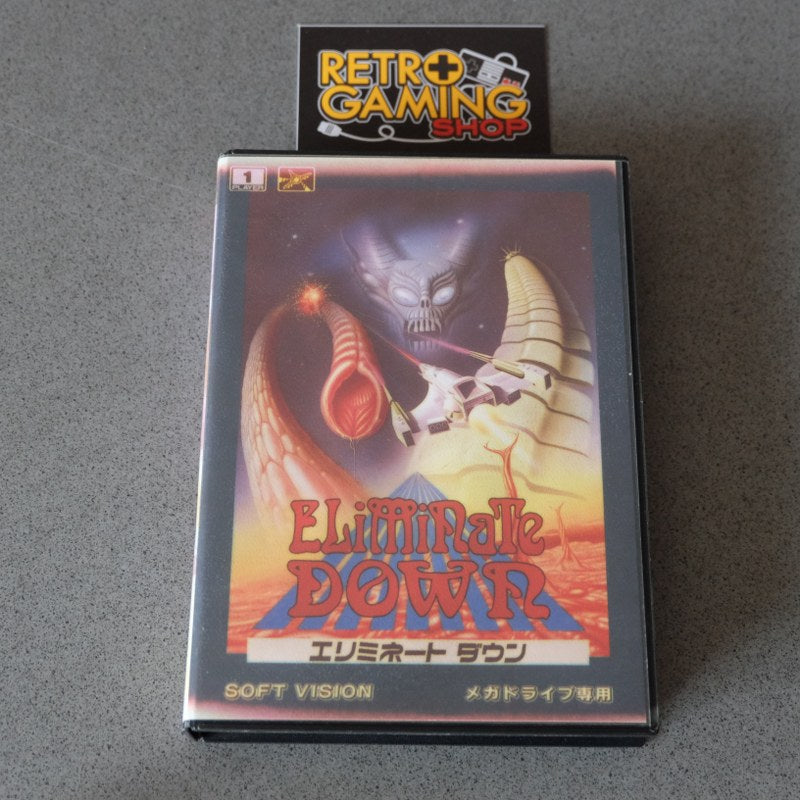 RETRO
GAMING
SHOP
1
PLAYER
ELiMiNaTe
DOWN
エリミネート ダウン
SOFT VISION
メガドライブ専用